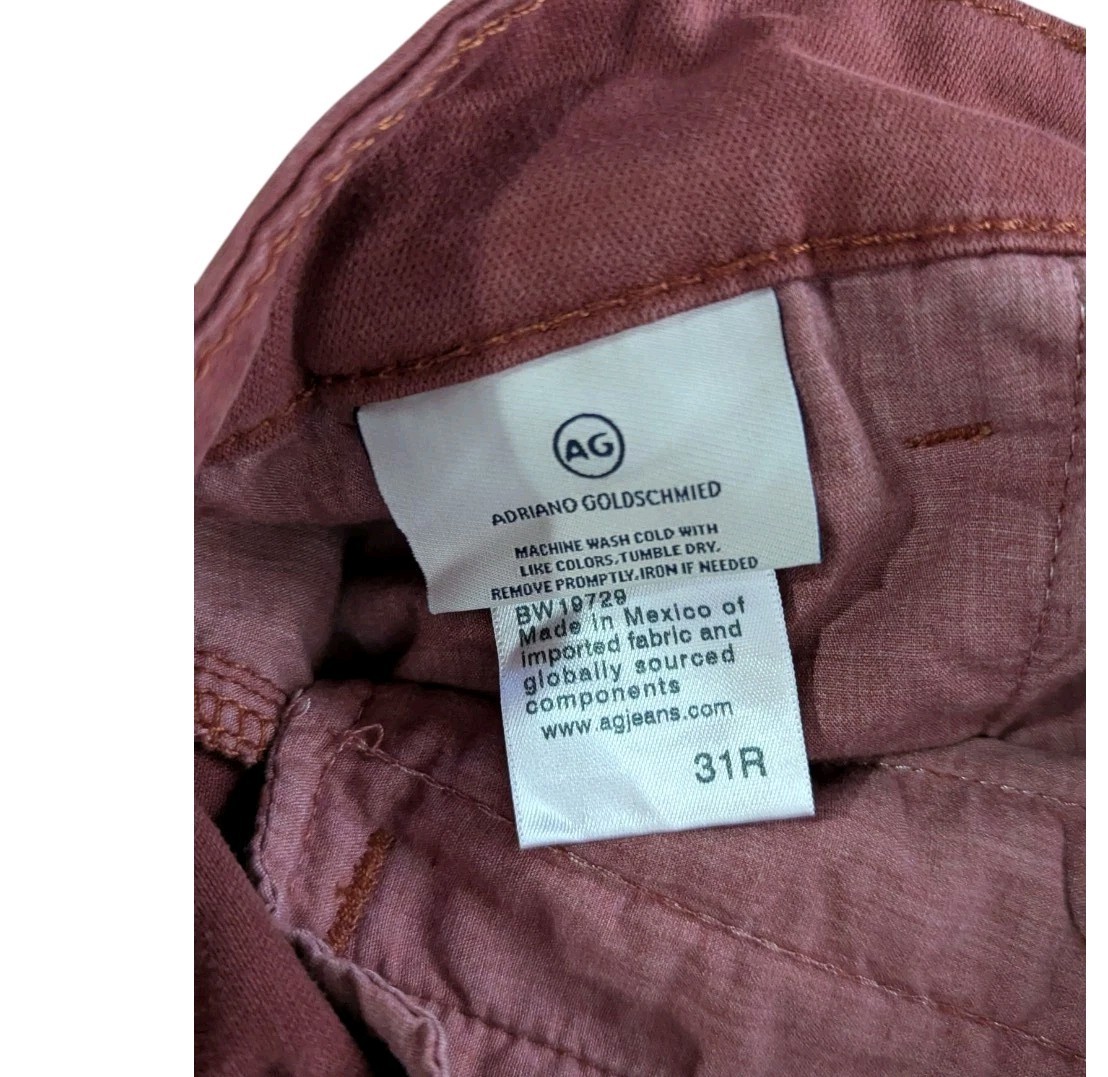 AG
ADRIANO GOLDSCHMIED
MACHINE WASH COLD WITH
LIKE COLORS.TUMBLE DRY.
REMOVE PROMPTLY.IRON IF NEEDED
BW19729
Made in Mexico of
imported fabric and
globally sourced
components
www.agjeans.com
31R